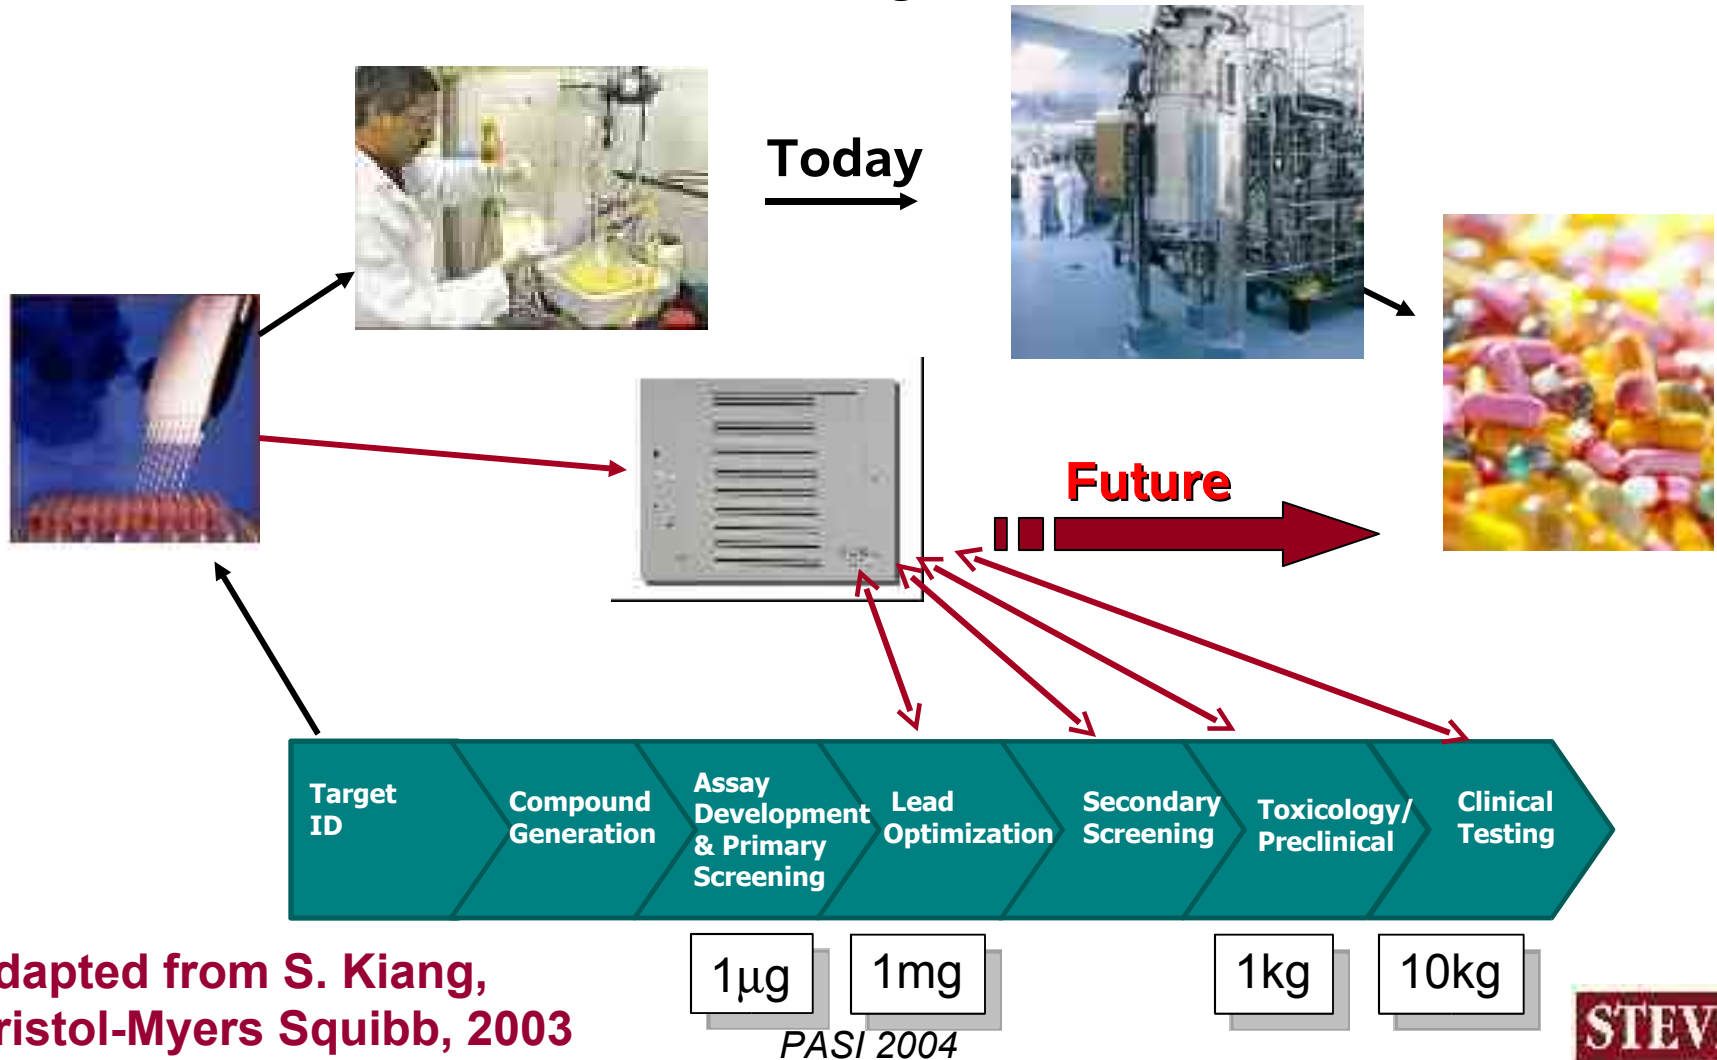 Today
Future
Target
ID
Compound
Generation
Assay
Development
& Primary
Screening
Lead
Optimization
Secondary
Screening
Toxicology/
Preclinical
Clinical
Testing
1μg
1mg
1kg
10kg
dapted from S. Kiang,
ristol-Myers Squibb, 2003
PASI 2004
STEV